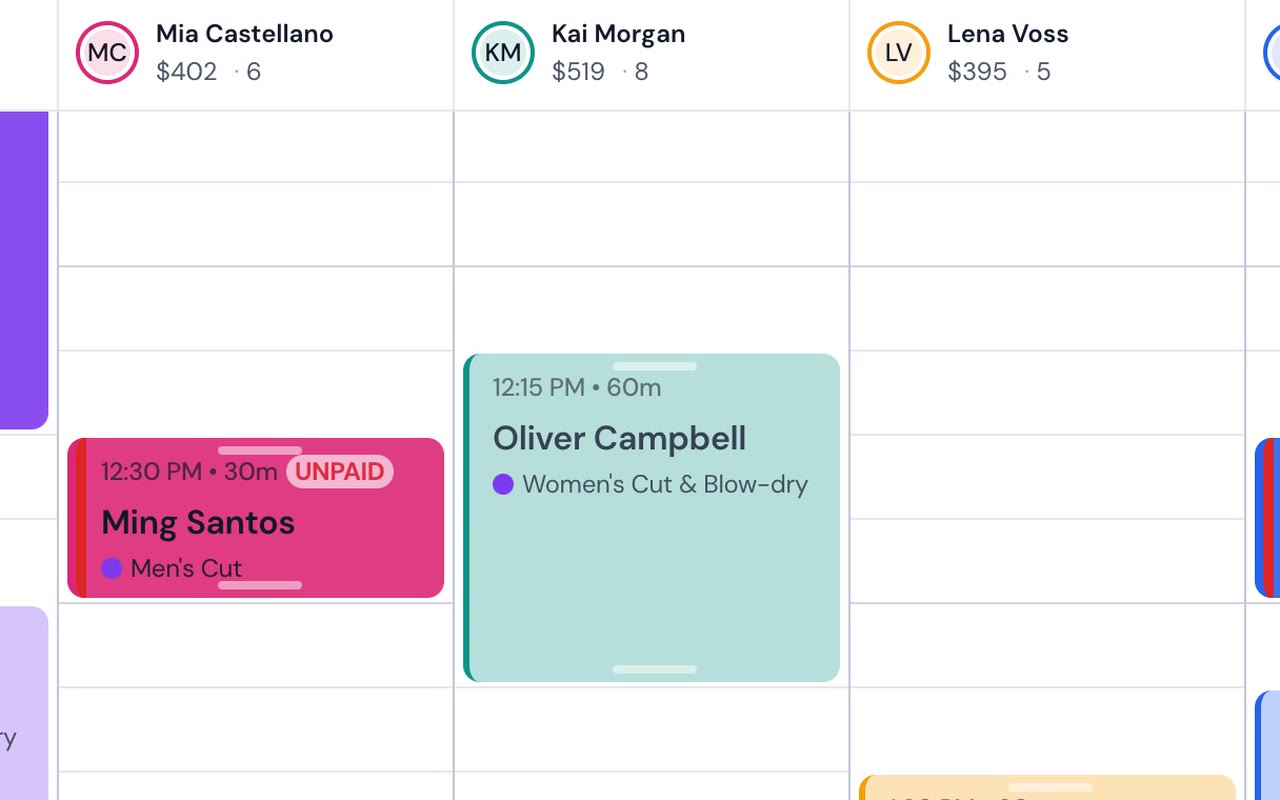 MC
Mia Castellano
$402 · 6
KM
Kai Morgan
$519 · 8
LV
Lena Voss
$395 · 5
12:15 PM • 60m
Oliver Campbell
Women's Cut & Blow-dry
12:30 PM • 30m UNPAID
Ming Santos
Men's Cut